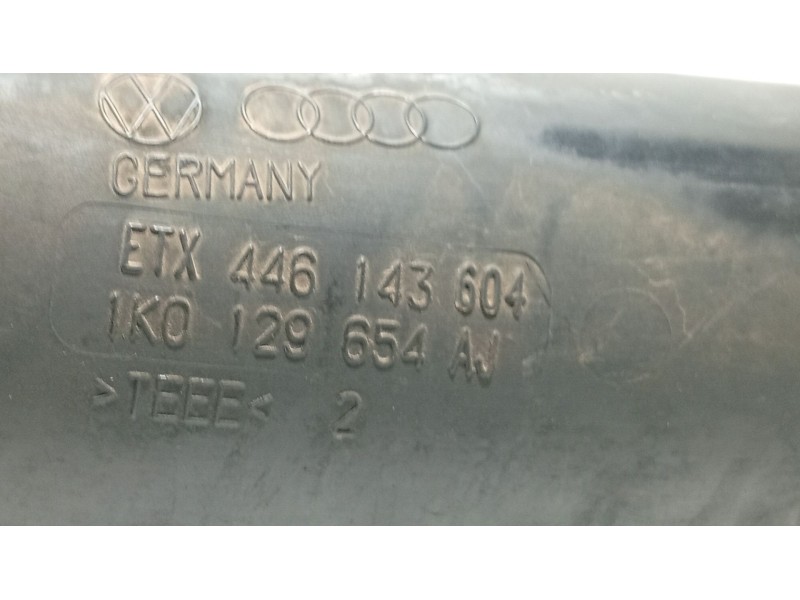 GERMANY
ETX 446 143 604
1K0 129 654 AJ
>TEEE< 2